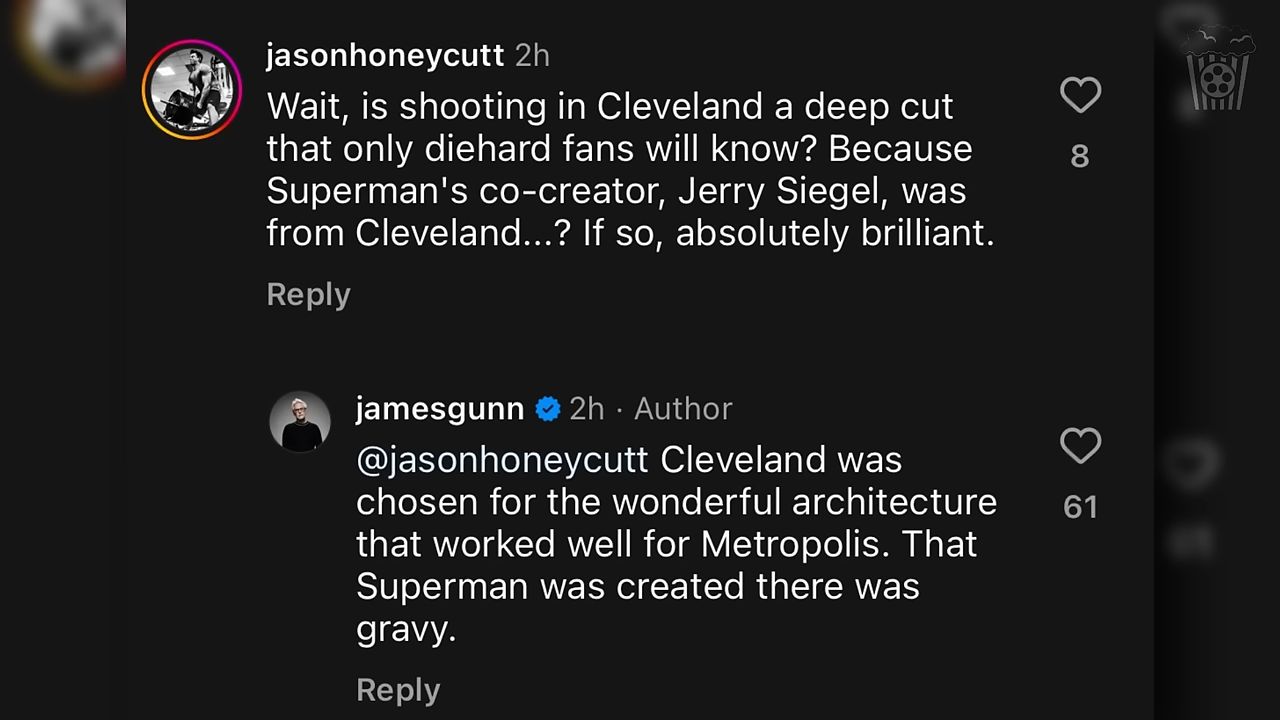 jasonhoneycutt 2h
Wait, is shooting in Cleveland a deep cut
that only diehard fans will know? Because
Superman's co-creator, Jerry Siegel, was
from Cleveland...? If so, absolutely brilliant.
8
Reply
jamesgunn 2h · Author
@jasonhoneycutt Cleveland was
chosen for the wonderful architecture
that worked well for Metropolis. That
Superman was created there was
gravy.
61
Reply